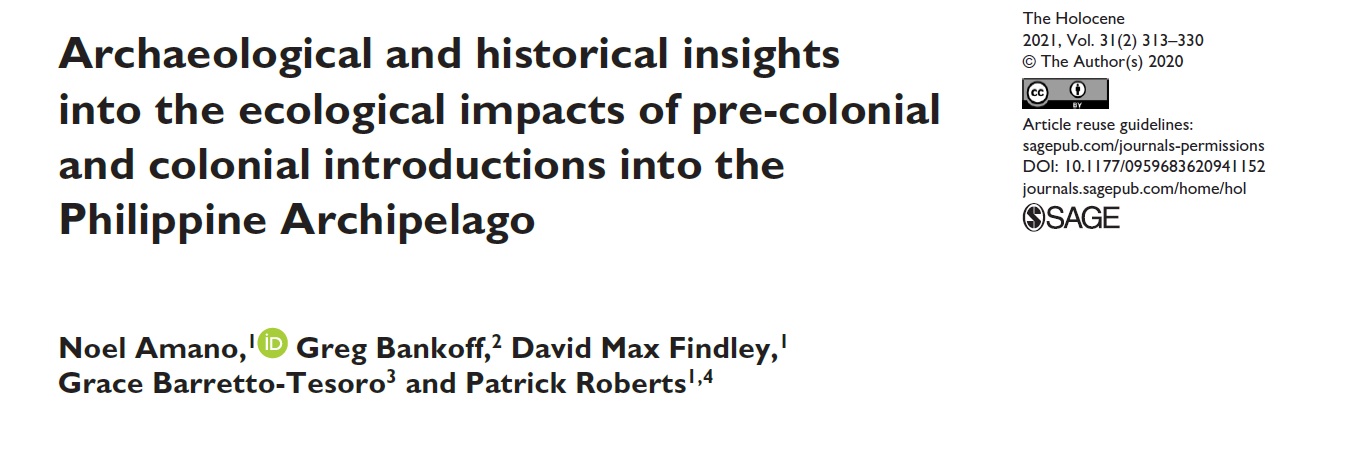 Archaeological and historical insights
into the ecological impacts of pre-colonial
and colonial introductions into the
Philippine Archipelago
The Holocene
2021, Vol. 31(2) 313–330
© The Author(s) 2020
cc BY
Article reuse guidelines:
sagepub.com/journals-permissions
DOI: 10.1177/0959683620941152
journals.sagepub.com/home/hol
SAGE
Noel Amano,1 iD Greg Bankoff,2 David Max Findley,1
Grace Barretto-Tesoro3 and Patrick Roberts1,4